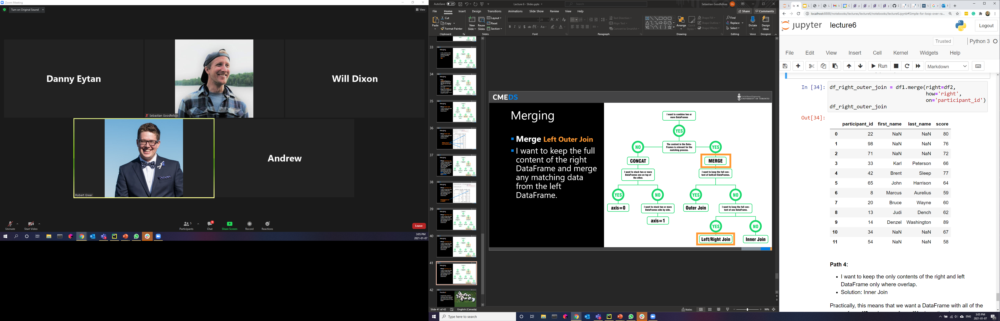 Zoom Meeting
Turn on Original Sound
View
Danny Eytan
Sebastian Goodfellow
Will Dixon
Robert Greer
Andrew
Unmute
Start Video
Participants
5
Chat
Share Screen
Record
Reactions
Leave
3:05 PM
2021-01-07
AutoSave
Off
Lecture 6 - Slides.pptx
Search
Sebastian Goodfellow
SG
File
Home
Insert
Design
Transitions
Animations
Slide Show
Review
View
Help
Share
Comments
Paste
Cut
Copy
Format Painter
Clipboard
New Slide
Reuse Slides
Layout
Reset
Section
Slides
Font
Text Direction
Align Text
Convert to SmartArt
Paragraph
Arrange
Quick Styles
Shape Fill
Shape Outline
Shape Effects
Drawing
Find
Replace
Select
Editing
Dictate
Voice
Design Ideas
Designer
33
34
35
36
37
38
39
40
41
42
CMEDS
UNIVERSITY OF TORONTO
Merging
Merge Left Outer Join
I want to keep the full
content of the right
DataFrame and merge
any matching data
from the left
DataFrame.
I want to combine two or
more DataFrames
YES
NO
The content in the Data-
Frames is relevant for the
matching process.
YES
CONCAT
MERGE
I want to stack two or more
DataFrames one on top of
the other.
I want to keep the full con-
tent of both/all DataFrames.
YES
NO
YES
NO
axis=0
I want to stack two or more
DataFrames side by side.
Outer Join
I want to keep the full con-
tent of one DataFrame.
axis=1
YES
NO
Left/Right Join
Inner Join
Slide 41 of 43
English (Canada)
Notes
99%
Type here to search
localhost:8888/notebooks/lectures/lecture6/notebooks/lecture6.ipynb#Simple-for-loop-over-ra...
jupyter
lecture6
Logout
Trusted
Python 3
File
Edit
View
Insert
Cell
Kernel
Widgets
Help
Run
Markdown
In [34]:
df_right_outer_join = df1.merge(right=df2,
how='right',
on='participant_id')
df_right_outer_join
Out[34]:
participant_id first_name last_name score
0 22 NaN NaN 80
1 98 NaN NaN 76
2 71 NaN NaN 72
3 33 Karl Peterson 66
4 42 Brent Sleep 77
5 65 John Harrison 64
6 8 Marcus Aurelius 59
7 20 Bruce Wayne 60
8 13 Judi Dench 62
9 14 Denzel Washington 89
10 34 NaN NaN 67
11 54 NaN NaN 58
Path 4:
I want to keep the only contents of the right and left
DataFrame only where overlap.
Solution: Inner Join
Practically, this means that we want a DataFrame with all of the
ENG
3:05 PM
2021-01-07